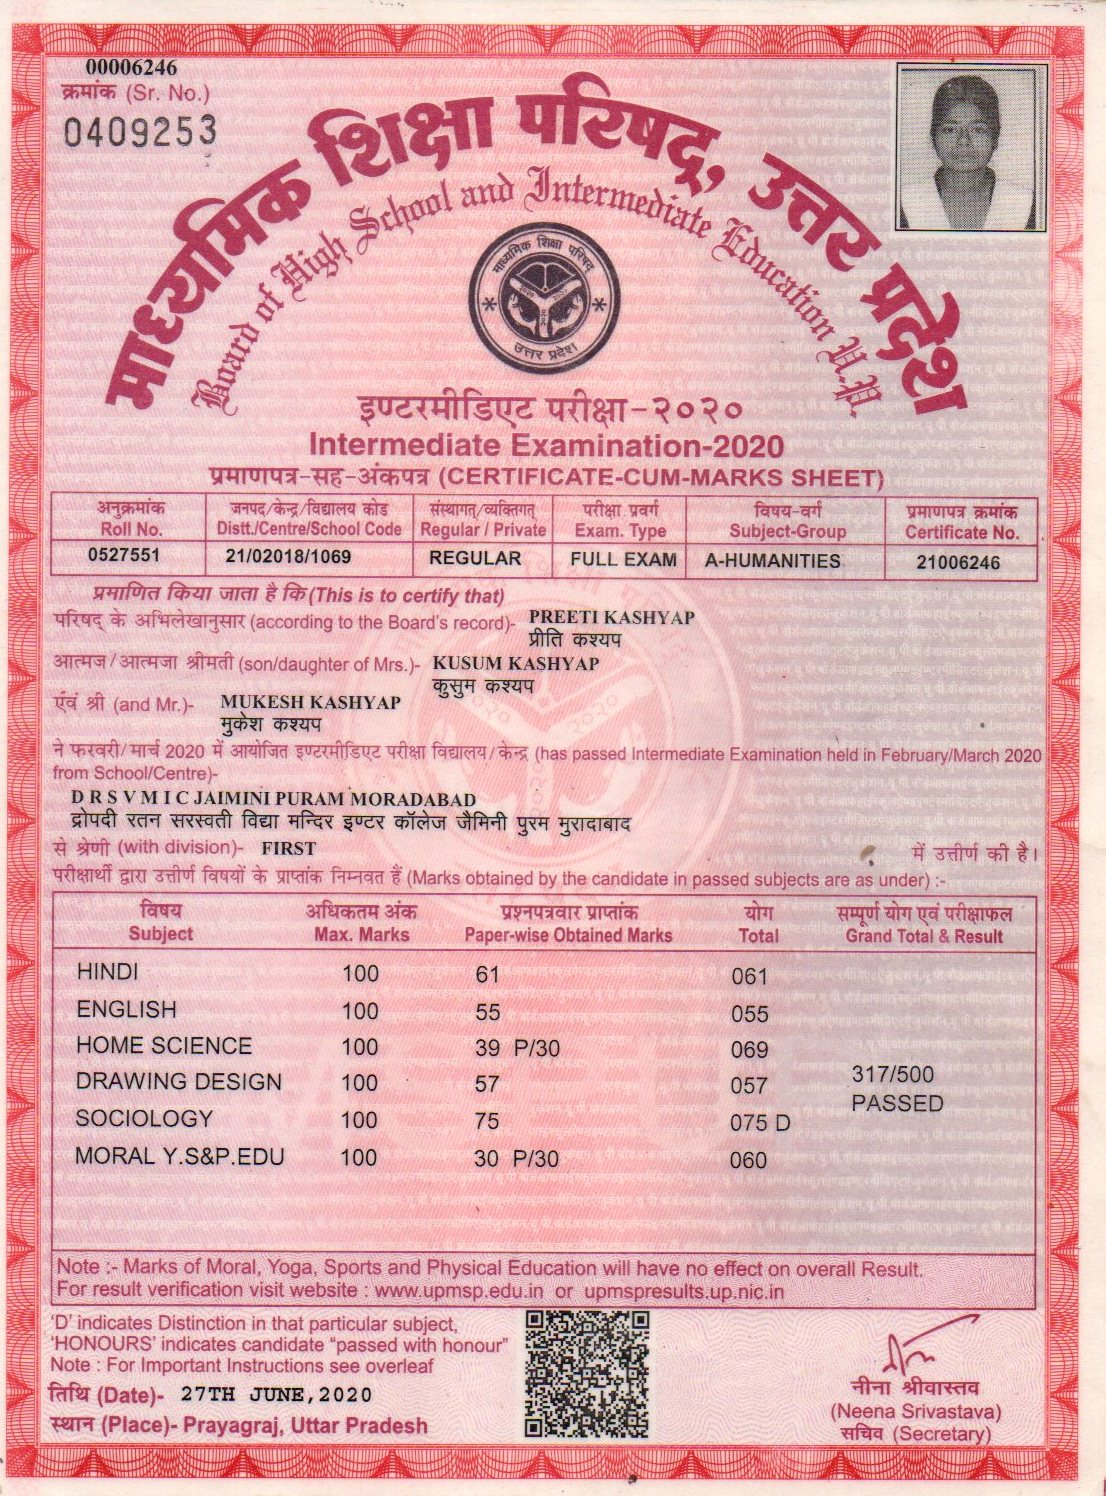 00006246
क्रमांक (Sr. No.)
0409253
माध्यमिक शिक्षा परिषद्, उत्तर प्रदेश
Board of High School and Intermediate Education U.P.
माध्यमिक शिक्षा परिषद्
उत्तर प्रदेश
इण्टरमीडिएट परीक्षा-२०२०
Intermediate Examination-2020
प्रमाणपत्र-सह-अंकपत्र (CERTIFICATE-CUM-MARKS SHEET)
अनुक्रमांक जनपद/केन्द्र/विद्यालय कोड संस्थागत्/व्यक्तिगत् परीक्षा प्रवर्ग विषय-वर्ग प्रमाणपत्र क्रमांक
Roll No. Distt./Centre/School Code Regular / Private Exam. Type Subject-Group Certificate No.
0527551 21/02018/1069 REGULAR FULL EXAM A-HUMANITIES 21006246
प्रमाणित किया जाता है कि (This is to certify that)
परिषद् के अभिलेखानुसार (according to the Board's record)- PREETI KASHYAP
प्रीति कश्यप
आत्मज/आत्मजा श्रीमती (son/daughter of Mrs.)- KUSUM KASHYAP
कुसुम कश्यप
एंवं श्री (and Mr.)- MUKESH KASHYAP
मुकेश कश्यप
ने फरवरी/मार्च 2020 में आयोजित इण्टरमीडिएट परीक्षा विद्यालय/केन्द्र (has passed Intermediate Examination held in February/March 2020
from School/Centre)-
D R S V M I C JAIMINI PURAM MORADABAD
द्रोपदी रतन सरस्वती विद्या मन्दिर इण्टर कॉलेज जैमिनी पुरम मुरादाबाद
से श्रेणी (with division)- FIRST में उत्तीर्ण की है।
परीक्षार्थी द्वारा उत्तीर्ण विषयों के प्राप्तांक निम्नवत हैं (Marks obtained by the candidate in passed subjects are as under) :-
विषय अधिकतम अंक प्रश्नपत्रवार प्राप्तांक योग सम्पूर्ण योग एवं परीक्षाफल
Subject Max. Marks Paper-wise Obtained Marks Total Grand Total & Result
HINDI 100 61 061
ENGLISH 100 55 055
HOME SCIENCE 100 39 P/30 069
DRAWING DESIGN 100 57 057 317/500
PASSED
SOCIOLOGY 100 75 075 D
MORAL Y.S&P.EDU 100 30 P/30 060
Note :- Marks of Moral, Yoga, Sports and Physical Education will have no effect on overall Result.
For result verification visit website : www.upmsp.edu.in or upmspresults.up.nic.in
'D' indicates Distinction in that particular subject,
'HONOURS' indicates candidate "passed with honour"
Note : For Important Instructions see overleaf
तिथि (Date)- 27TH JUNE,2020
स्थान (Place)- Prayagraj, Uttar Pradesh
नीना श्रीवास्तव
(Neena Srivastava)
सचिव (Secretary)